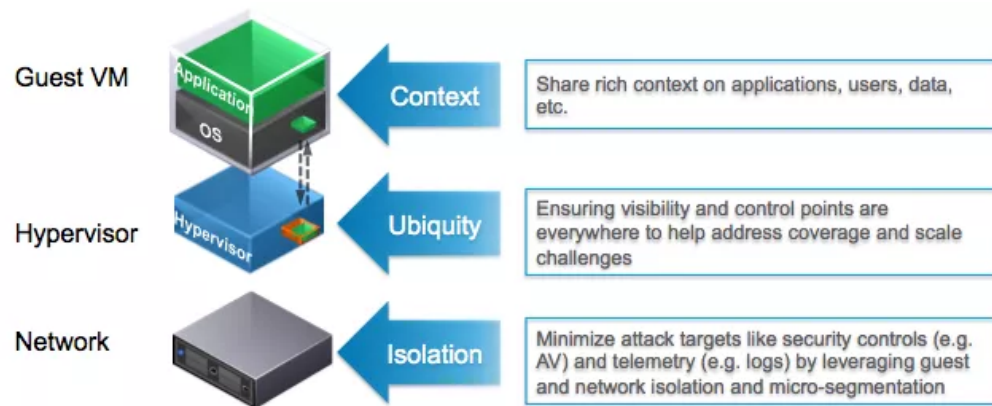 Guest VM
Application
OS
Context
Share rich context on applications, users, data,
etc.
Hypervisor
Hypervisor
Ubiquity
Ensuring visibility and control points are
everywhere to help address coverage and scale
challenges
Network
Isolation
Minimize attack targets like security controls (e.g.
AV) and telemetry (e.g. logs) by leveraging guest
and network isolation and micro-segmentation